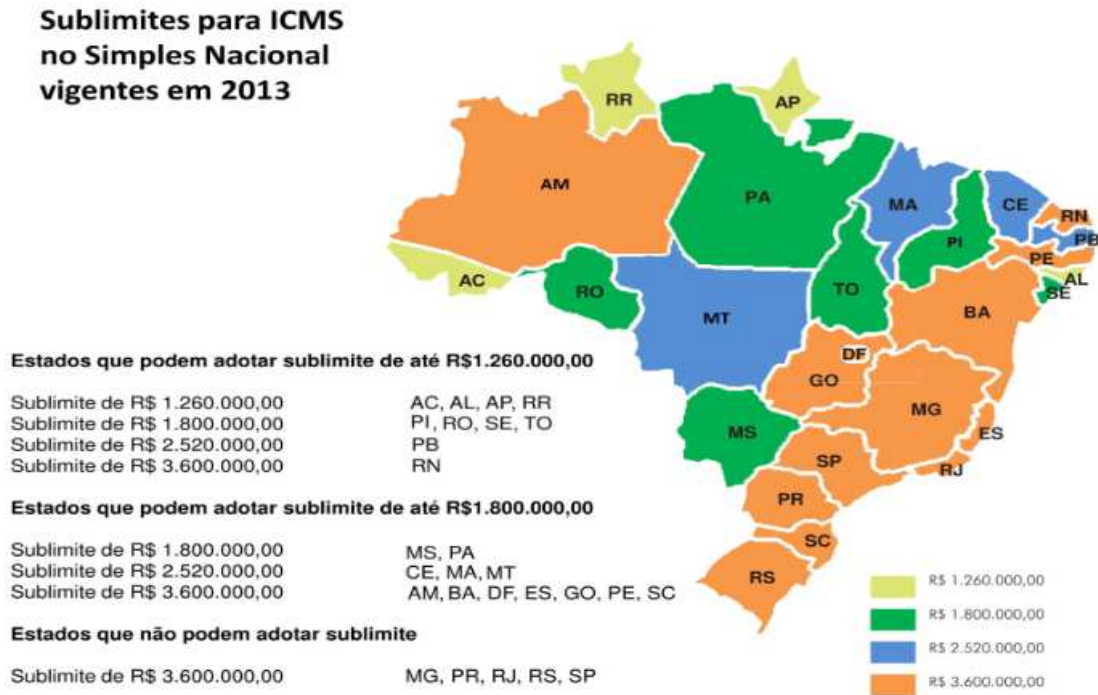 Sublimites para ICMS
no Simples Nacional
vigentes em 2013
RR
AP
AM
PA
MA
CE
RN
PB
PI
PE
AL
SE
AC
RO
TO
BA
MT
DF
GO
MG
ES
MS
SP
RJ
PR
SC
RS
Estados que podem adotar sublimite de até R$1.260.000,00
Sublimite de R$ 1.260.000,00 AC, AL, AP, RR
Sublimite de R$ 1.800.000,00 PI, RO, SE, TO
Sublimite de R$ 2.520.000,00 PB
Sublimite de R$ 3.600.000,00 RN
Estados que podem adotar sublimite de até R$1.800.000,00
Sublimite de R$ 1.800.000,00 MS, PA
Sublimite de R$ 2.520.000,00 CE, MA, MT
Sublimite de R$ 3.600.000,00 AM, BA, DF, ES, GO, PE, SC
Estados que não podem adotar sublimite
Sublimite de R$ 3.600.000,00 MG, PR, RJ, RS, SP
R$ 1.260.000,00
R$ 1.800.000,00
R$ 2.520.000,00
R$ 3.600.000,00